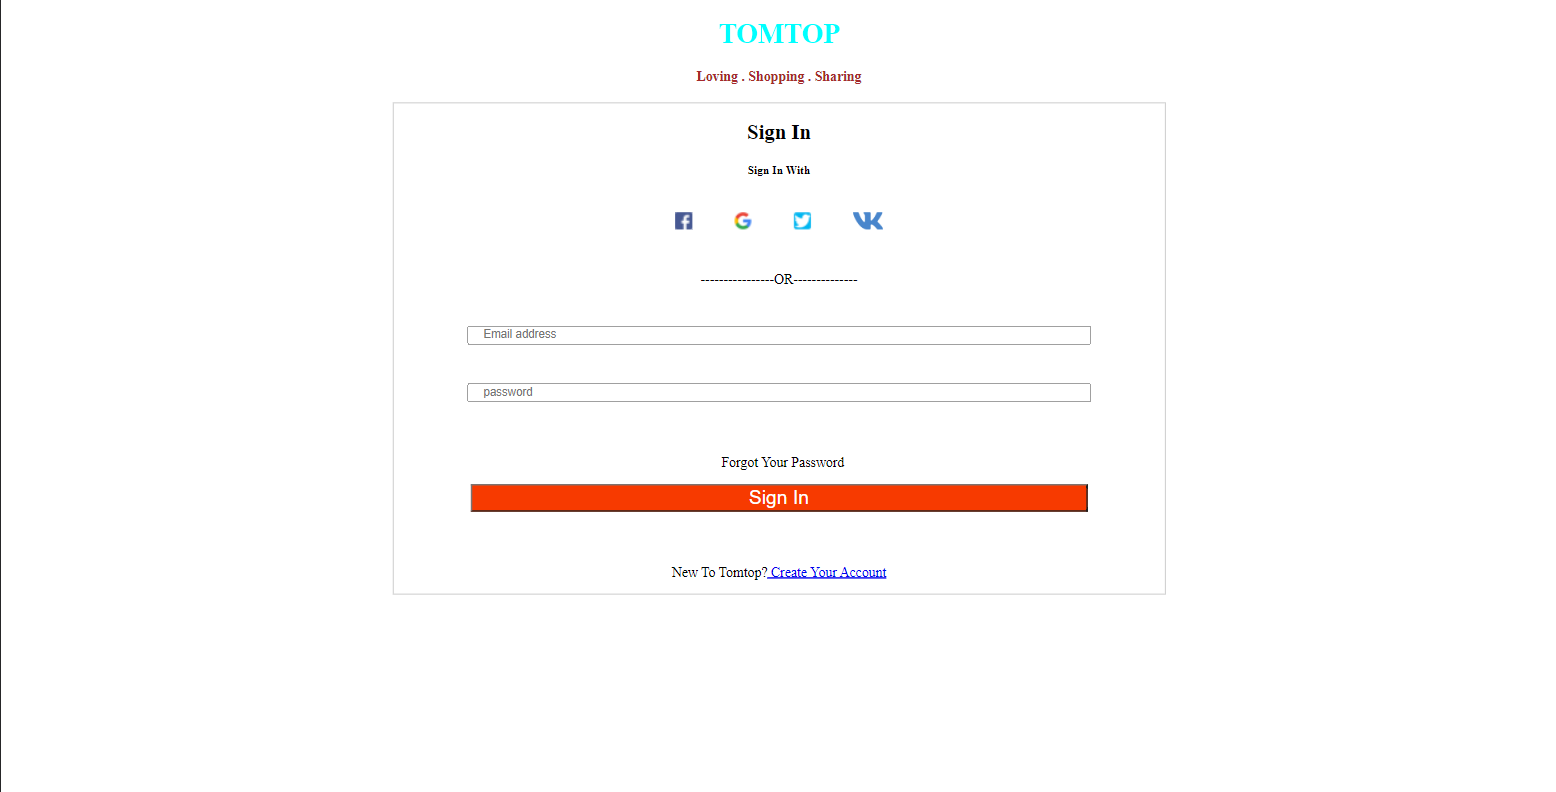 TOMTOP
Loving . Shopping . Sharing
Sign In
Sign In With
----------------OR--------------
Email address
password
Forgot Your Password
Sign In
New To Tomtop? Create Your Account